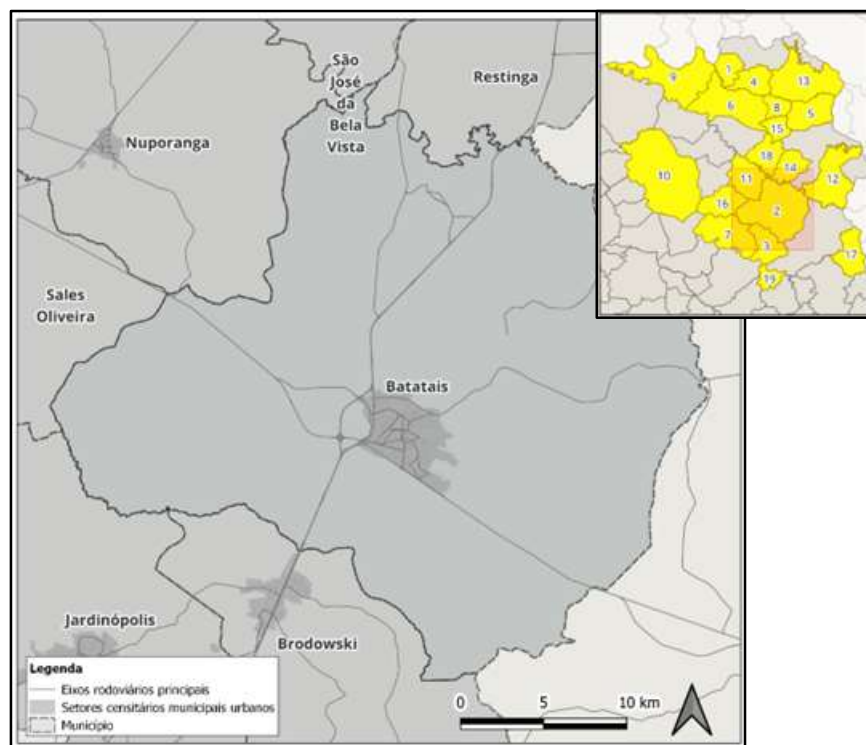 São
José
da
Bela
Vista
Restinga
Nuporanga
Sales
Oliveira
Batatais
Jardinópolis
Brodowski
Legenda
Eixos rodoviários principais
Setores censitários municipais urbanos
Município
0 5 10 km
1
9
4
13
6
8
5
15
18
14
10
11
12
16
2
7
3
17
19